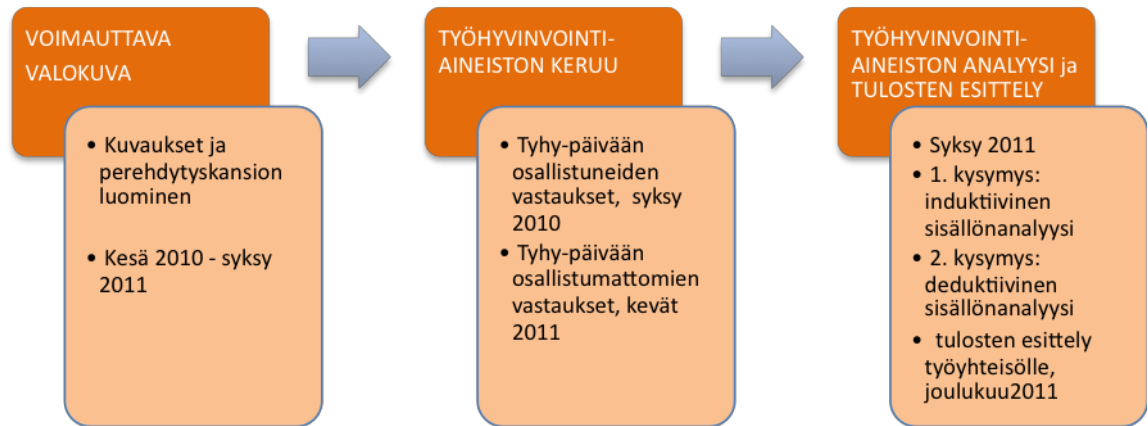 VOIMAUTTAVA
VALOKUVA
• Kuvaukset ja
perehdytyskansion
luominen
• Kesä 2010 - syksy
2011
TYÖHYVINVOINTI-
AINEISTON KERUU
• Tyhy-päivään
osallistuneiden
vastaukset, syksy
2010
• Tyhy-päivään
osallistumattomien
vastaukset, kevät
2011
TYÖHYVINVOINTI-
AINEISTON ANALYYSI ja
TULOSTEN ESITTELY
• Syksy 2011
• 1. kysymys:
induktiivinen
sisällönanalyysi
• 2. kysymys:
deduktiivinen
sisällönanalyysi
• tulosten esittely
työyhteisölle,
joulukuu2011